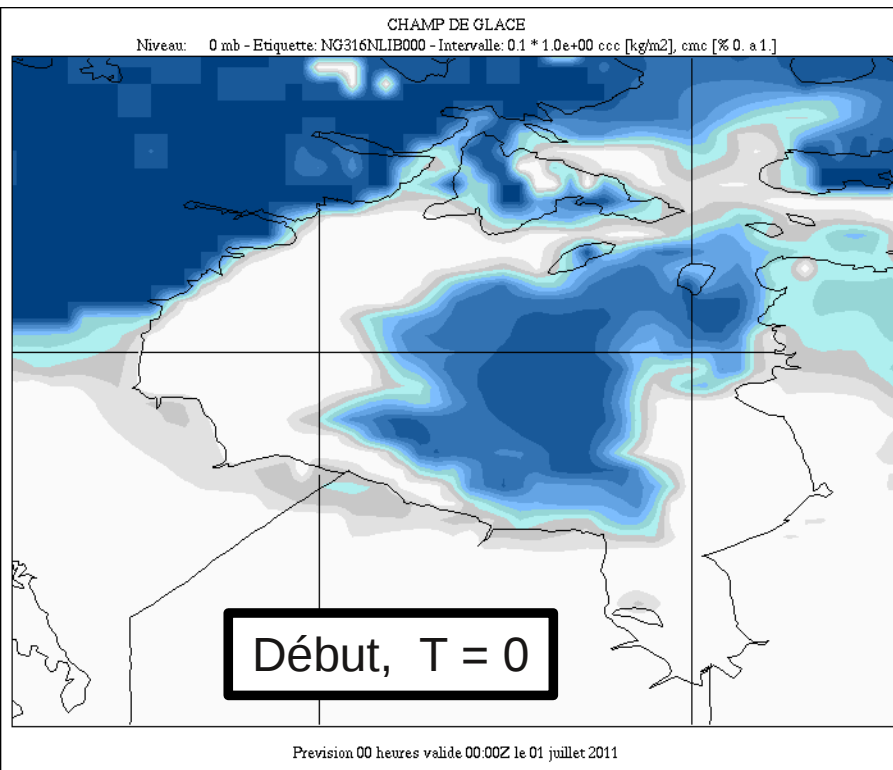 CHAMP DE GLACE
Niveau: 0 mb - Etiquette: NG316NLIB000 - Intervalle: 0.1 * 1.0e+00 ccc [kg/m2], cmc [% 0. a 1.]
Début, T = 0
Prevision 00 heures valide 00:00Z le 01 juillet 2011